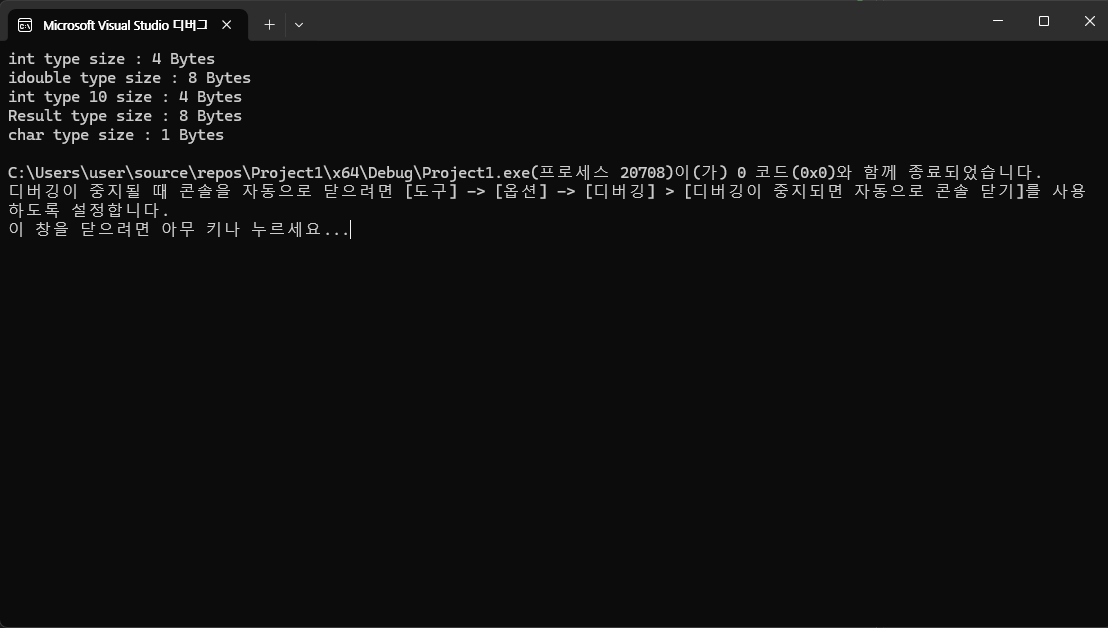 Microsoft Visual Studio 디버그
int type size : 4 Bytes
idouble type size : 8 Bytes
int type 10 size : 4 Bytes
Result type size : 8 Bytes
char type size : 1 Bytes
C:\Users\user\source\repos\Project1\x64\Debug\Project1.exe(프로세스 20708)이(가) 0 코드(0x0)와 함께 종료되었습니다.
디버깅이 중지될 때 콘솔을 자동으로 닫으려면 [도구] -> [옵션] -> [디버깅] > [디버깅이 중지되면 자동으로 콘솔 닫기]를 사용
하도록 설정합니다.
이 창을 닫으려면 아무 키나 누르세요...